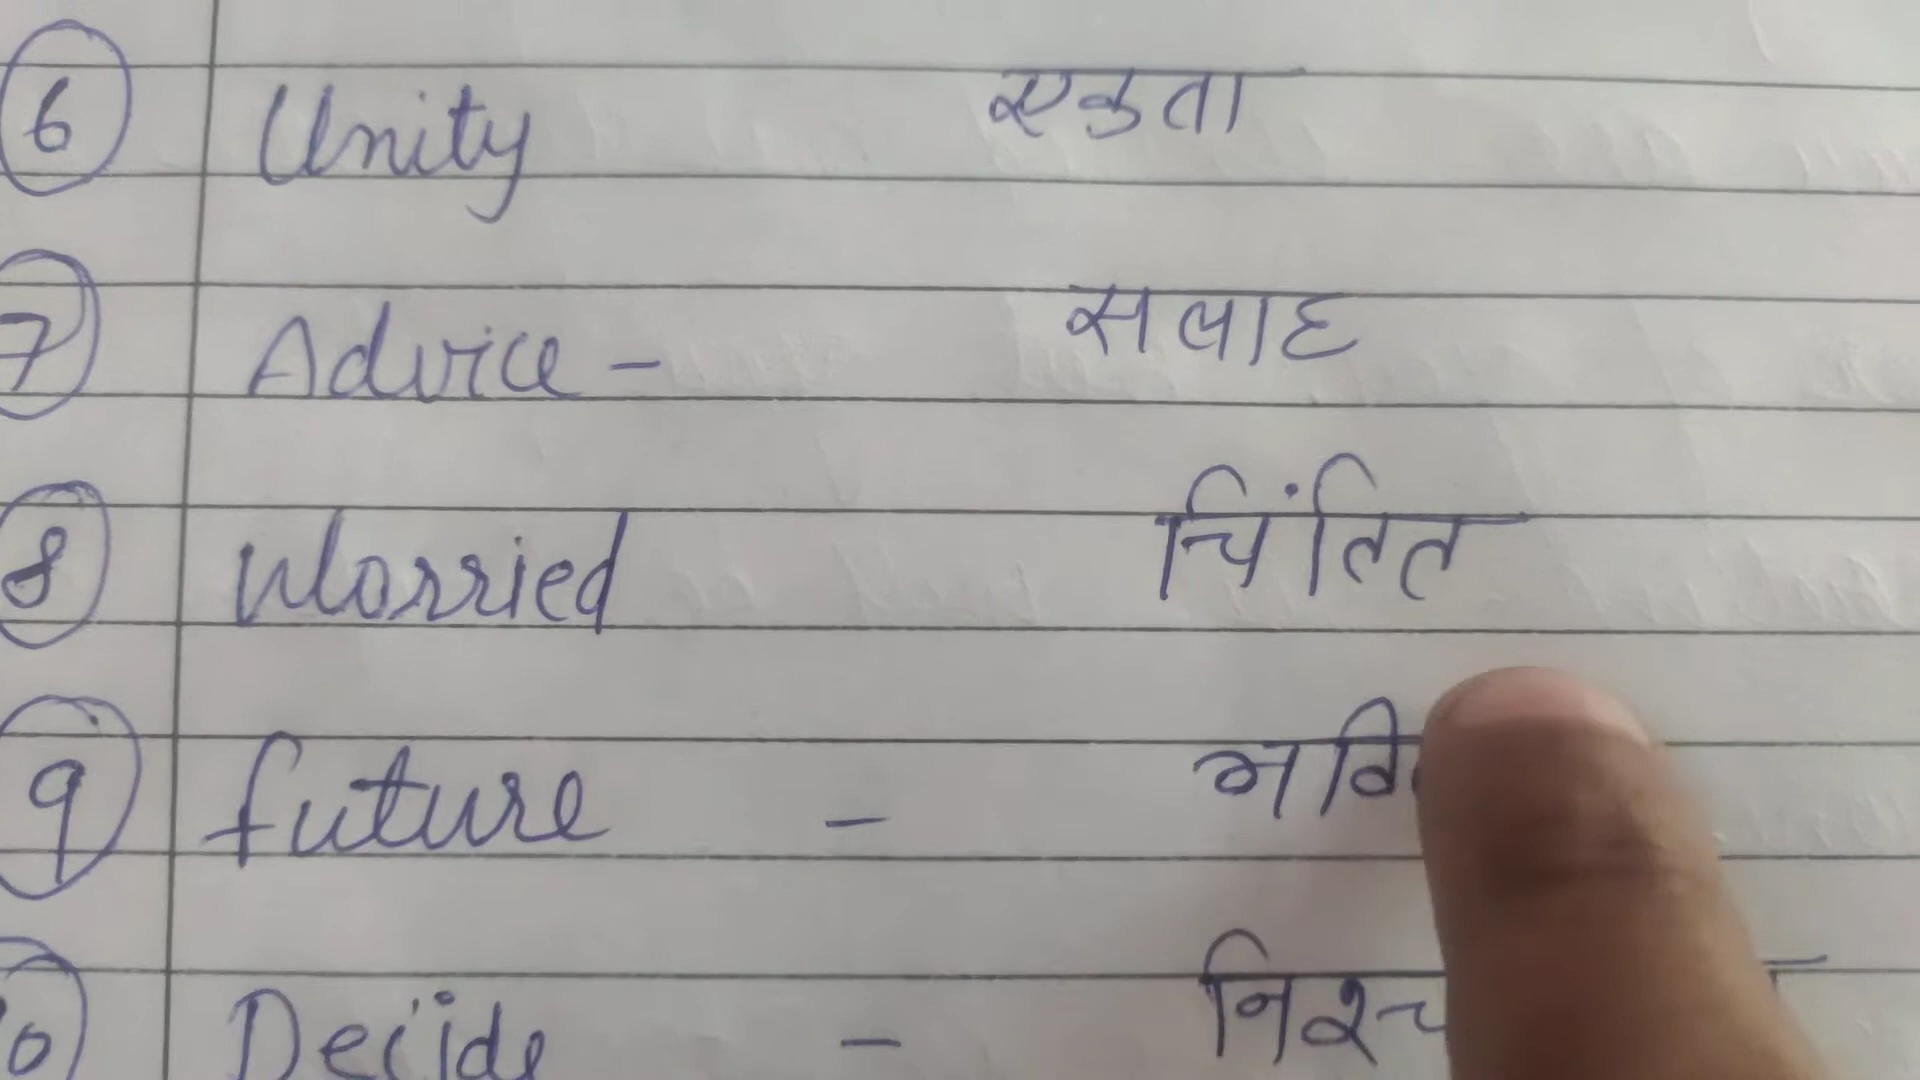 6 Unity एकता
7 Advice - सलाह
8 Worried चिंतित
9 future -
10 Decide -